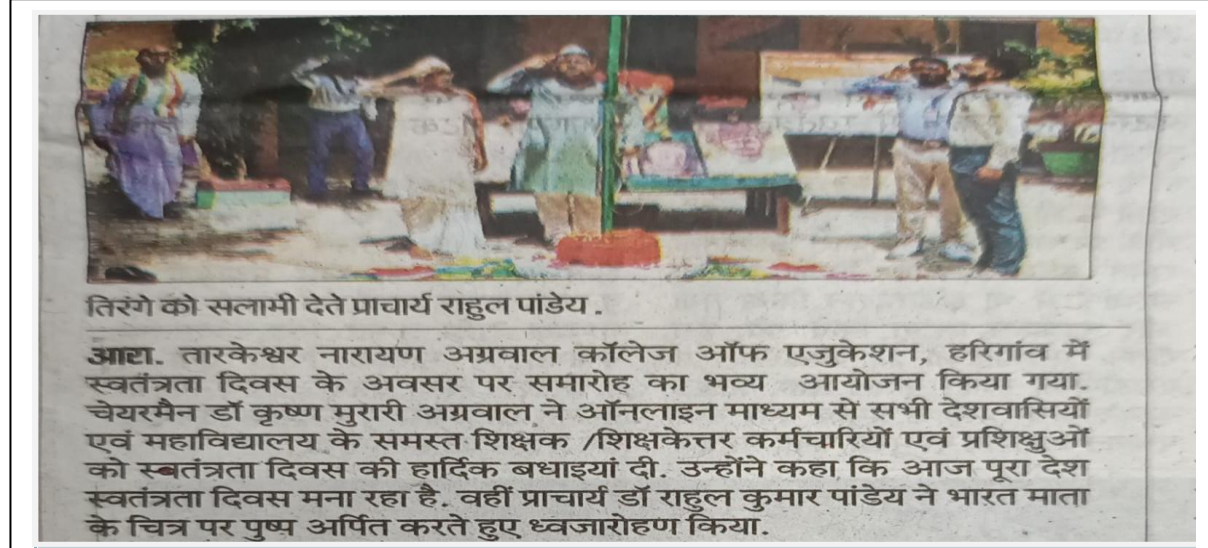 तिरंगे को सलामी देते प्राचार्य राहुल पांडेय .
आरा. तारकेश्वर नारायण अग्रवाल कॉलेज ऑफ एजुकेशन, हरिगांव में
स्वतंत्रता दिवस के अवसर पर समारोह का भव्य आयोजन किया गया.
चेयरमैन डॉ कृष्ण मुरारी अग्रवाल ने ऑनलाइन माध्यम से सभी देशवासियों
एवं महाविद्यालय के समस्त शिक्षक /शिक्षकेत्तर कर्मचारियों एवं प्रशिक्षुओं
को स्वतंत्रता दिवस की हार्दिक बधाइयां दी. उन्होंने कहा कि आज पूरा देश
स्वतंत्रता दिवस मना रहा है. वहीं प्राचार्य डॉ राहुल कुमार पांडेय ने भारत माता
के चित्र पर पुष्प अर्पित करते हुए ध्वजारोहण किया.